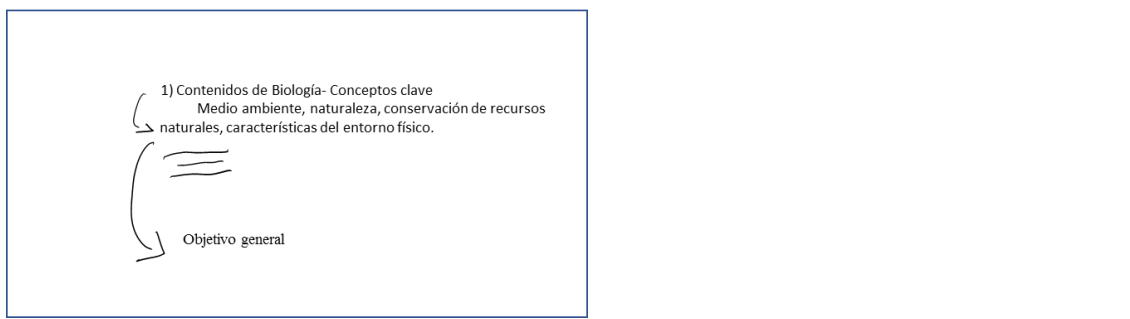 1) Contenidos de Biología- Conceptos clave
Medio ambiente, naturaleza, conservación de recursos
naturales, características del entorno físico.
Objetivo general